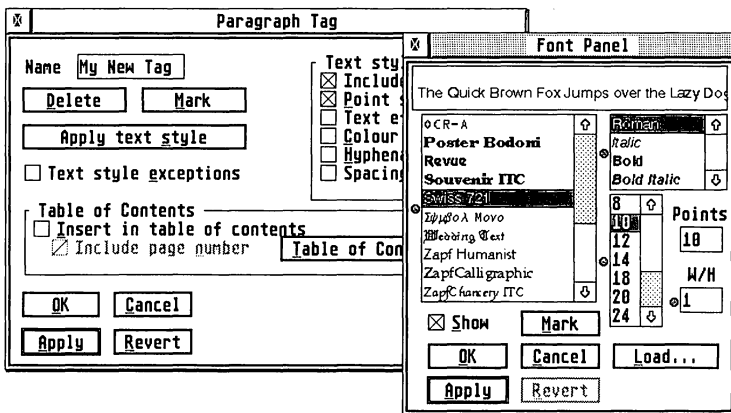 Paragraph Tag
Name My New Tag
Delete Mark
Apply text style
Text style exceptions
Text sty
Include
Point s
Text e
Colour
Hyphena
Spacing
Table of Contents
Insert in table of contents
Include page number
Table of Con
OK Cancel
Apply Revert
Font Panel
The Quick Brown Fox Jumps over the Lazy Dog
OCR-A
Poster Bodoni
Revue
Souvenir ITC
Swiss 721
Σψμβολ Μονο
Wedding Text
Zapf Humanist
ZapfCalligraphic
ZapfChancery ITC
Roman
Italic
Bold
Bold Italic
8
10
12
14
18
20
24
Points
10
W/H
1
Show Mark
OK Cancel Load...
Apply Revert